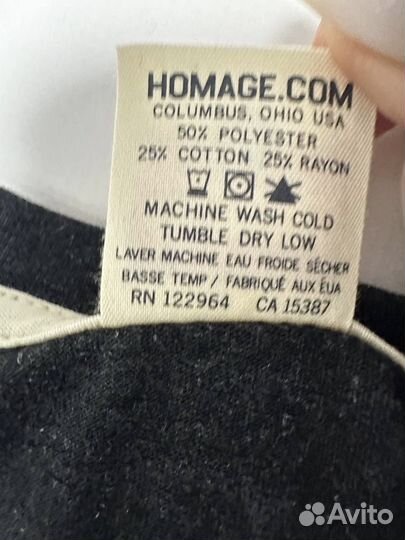 HOMAGE.COM
COLUMBUS, OHIO USA
50% POLYESTER
25% COTTON 25% RAYON
MACHINE WASH COLD
TUMBLE DRY LOW
LAVER MACHINE EAU FROIDE SÉCHER
BASSE TEMP/ FABRIQUÉ AUX ÉUA
RN 122964 CA 15387
Avito